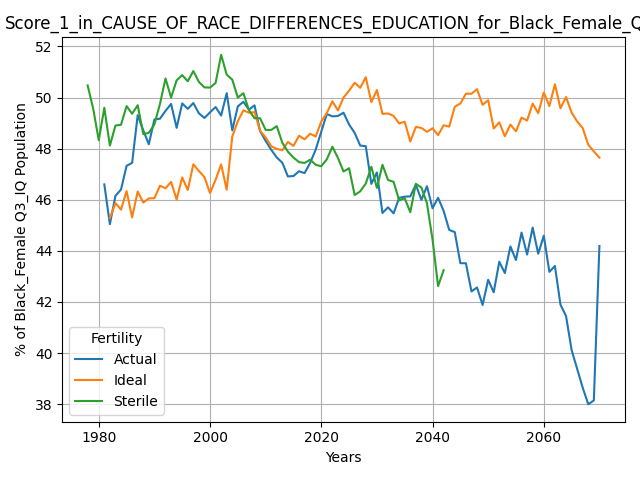 Score_1_in_CAUSE_OF_RACE_DIFFERENCES_EDUCATION_for_Black_Female_Q
52
50
48
46
44
42
40
38
% of Black_Female Q3_IQ Population
Fertility
Actual
Ideal
Sterile
1980
2000
2020
2040
2060
Years